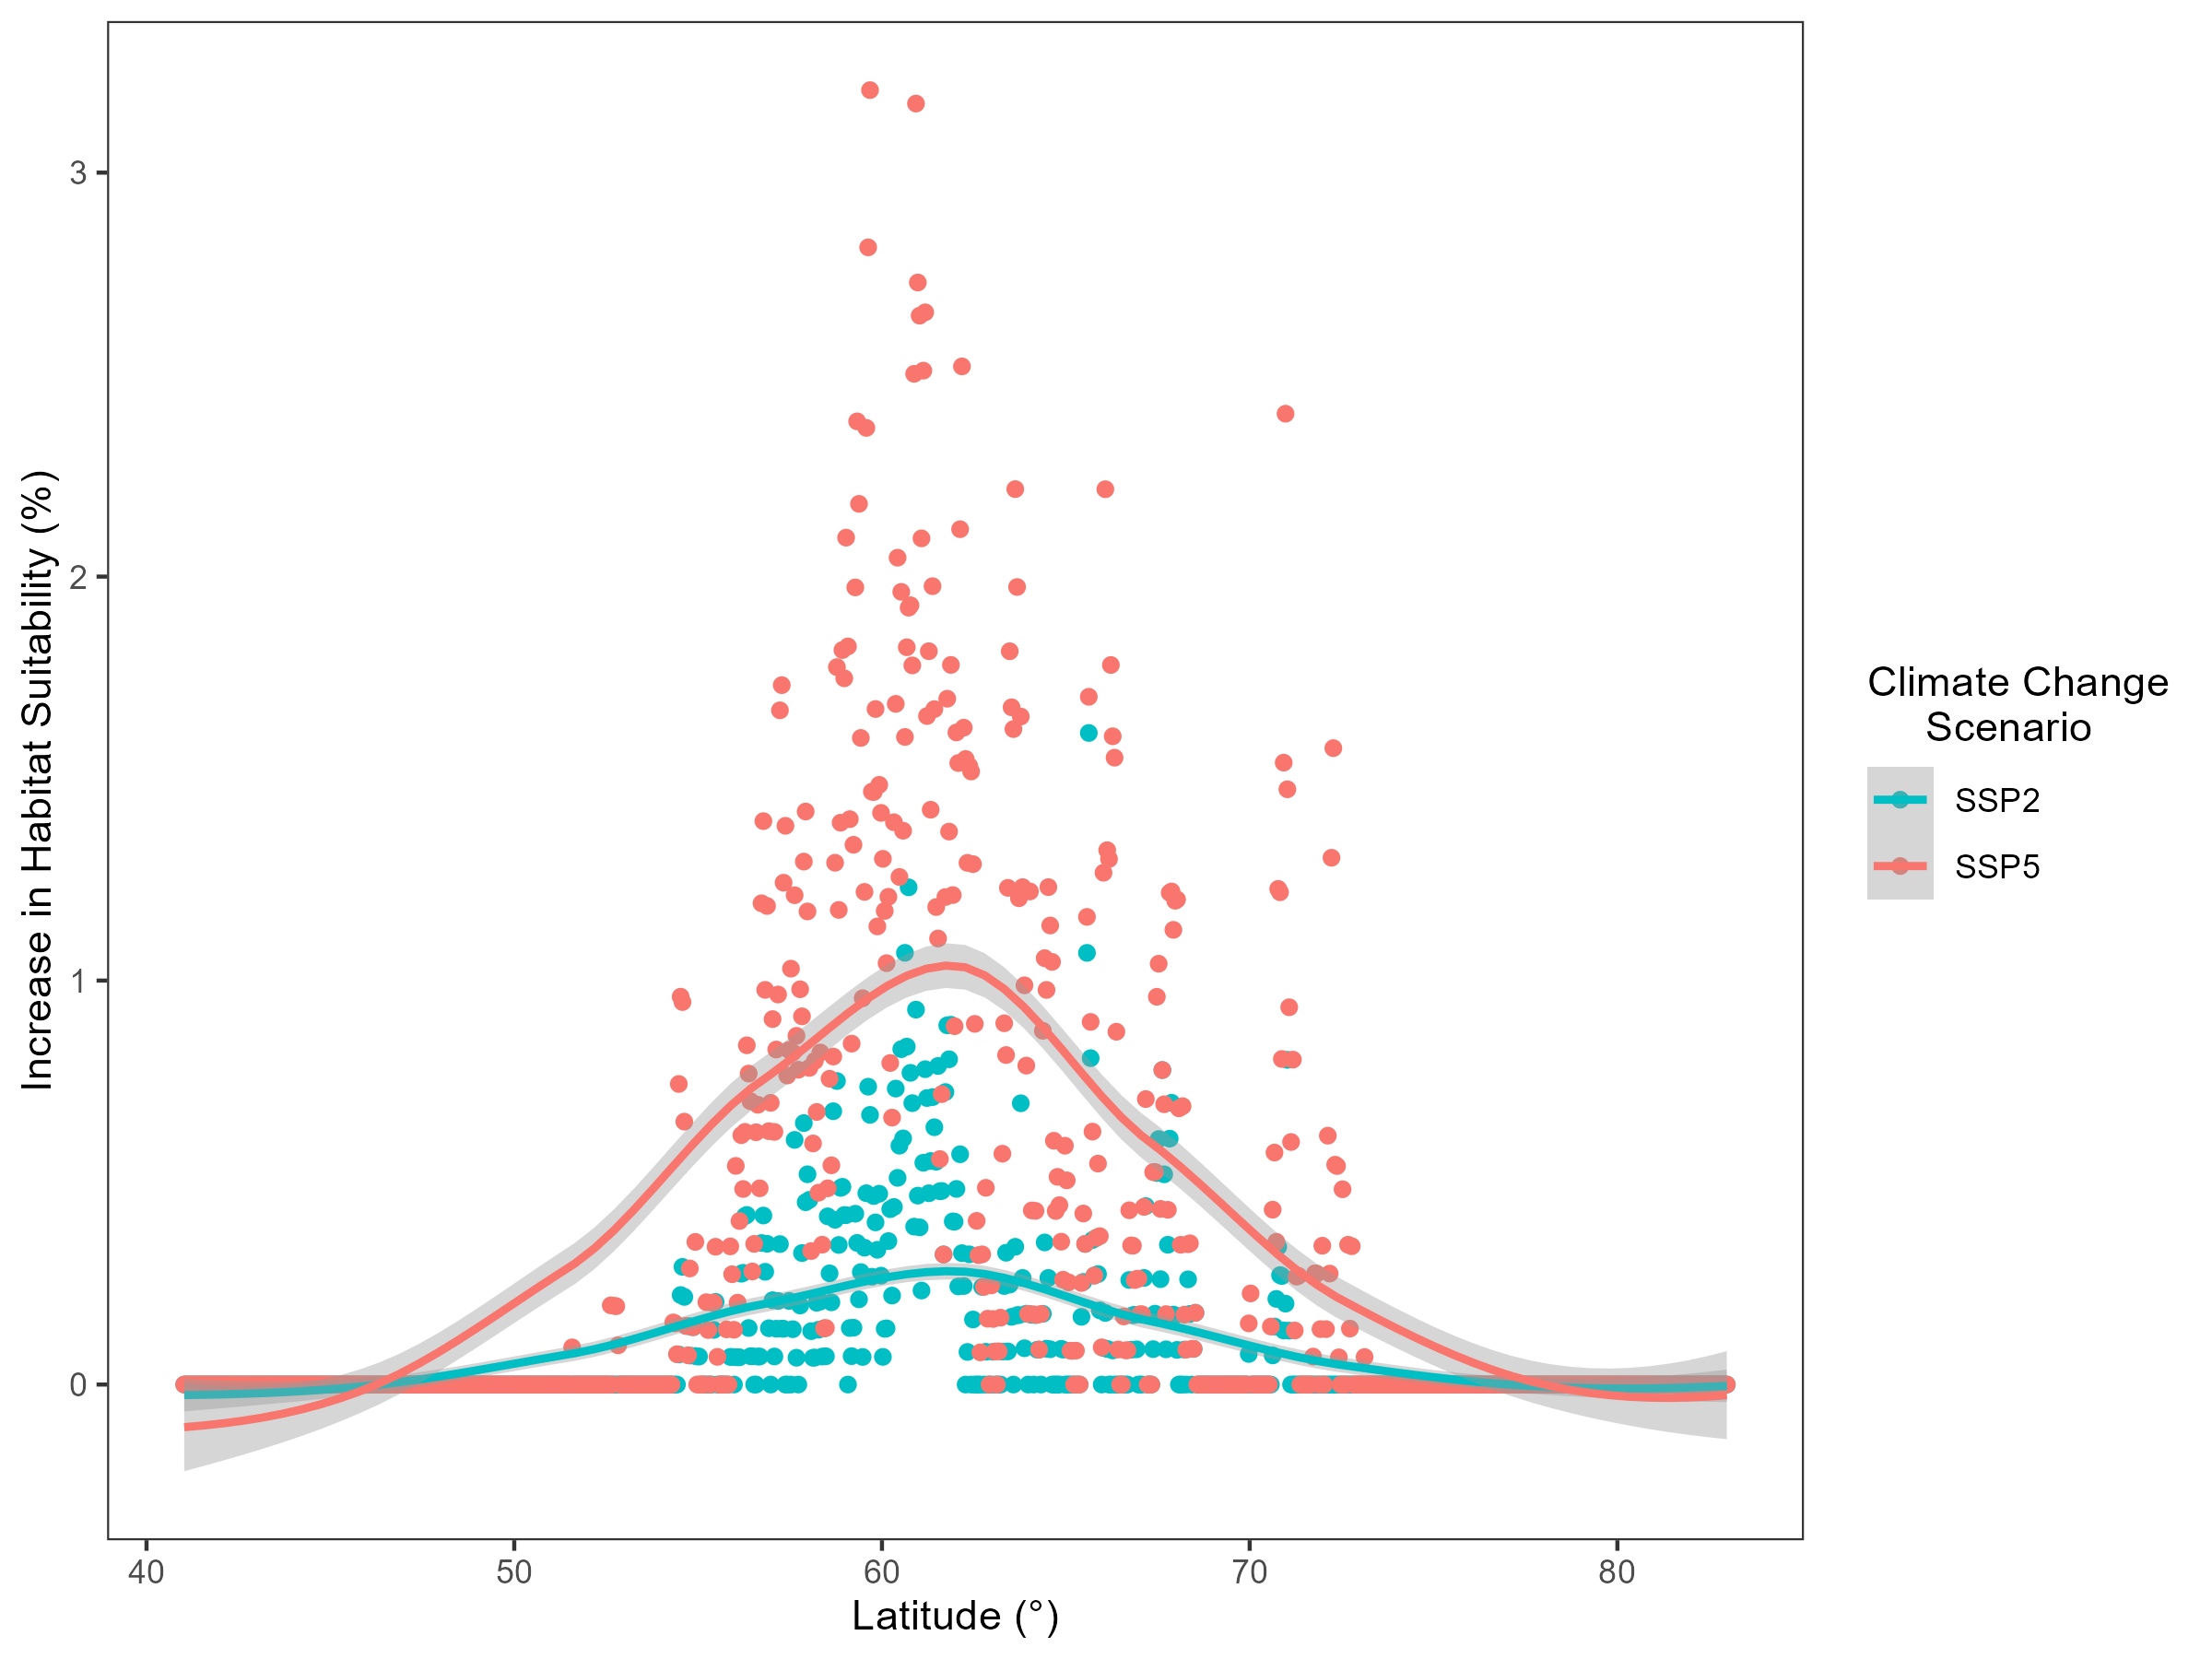 Increase in Habitat Suitability (%)
3
2
1
0
40
50
60
70
80
Latitude (°)
Climate Change
Scenario
SSP2
SSP5